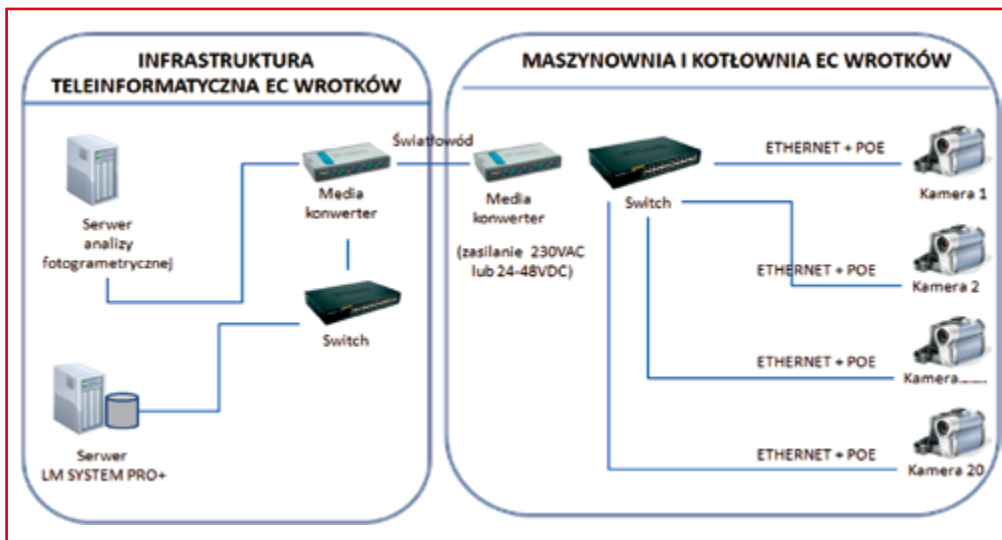 INFRASTRUKTURA
TELEINFORMATYCZNA EC WROTKÓW
Serwer
analizy
fotogrametrycznej
Media
konwerter
Switch
Serwer
LM SYSTEM PRO+
Światłowód
MASZYNOWNIA I KOTŁOWNIA EC WROTKÓW
Media
konwerter
(zasilanie 230VAC
lub 24-48VDC)
Switch
ETHERNET + POE
Kamera 1
ETHERNET + POE
Kamera 2
ETHERNET + POE
Kamera
ETHERNET + POE
Kamera 20